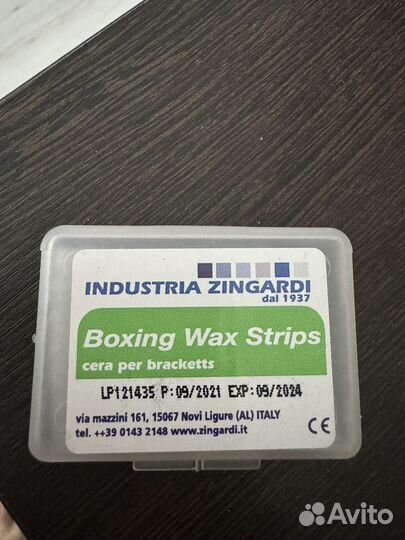 INDUSTRIA ZINGARDI
dal 1937
Boxing Wax Strips
cera per bracketts
LP121435 P:09/2021 EXP:09/2024
via mazzini 161, 15067 Novi Ligure (AL) ITALY
tel. ++39 0143 2148 www.zingardi.it
CE
Avito